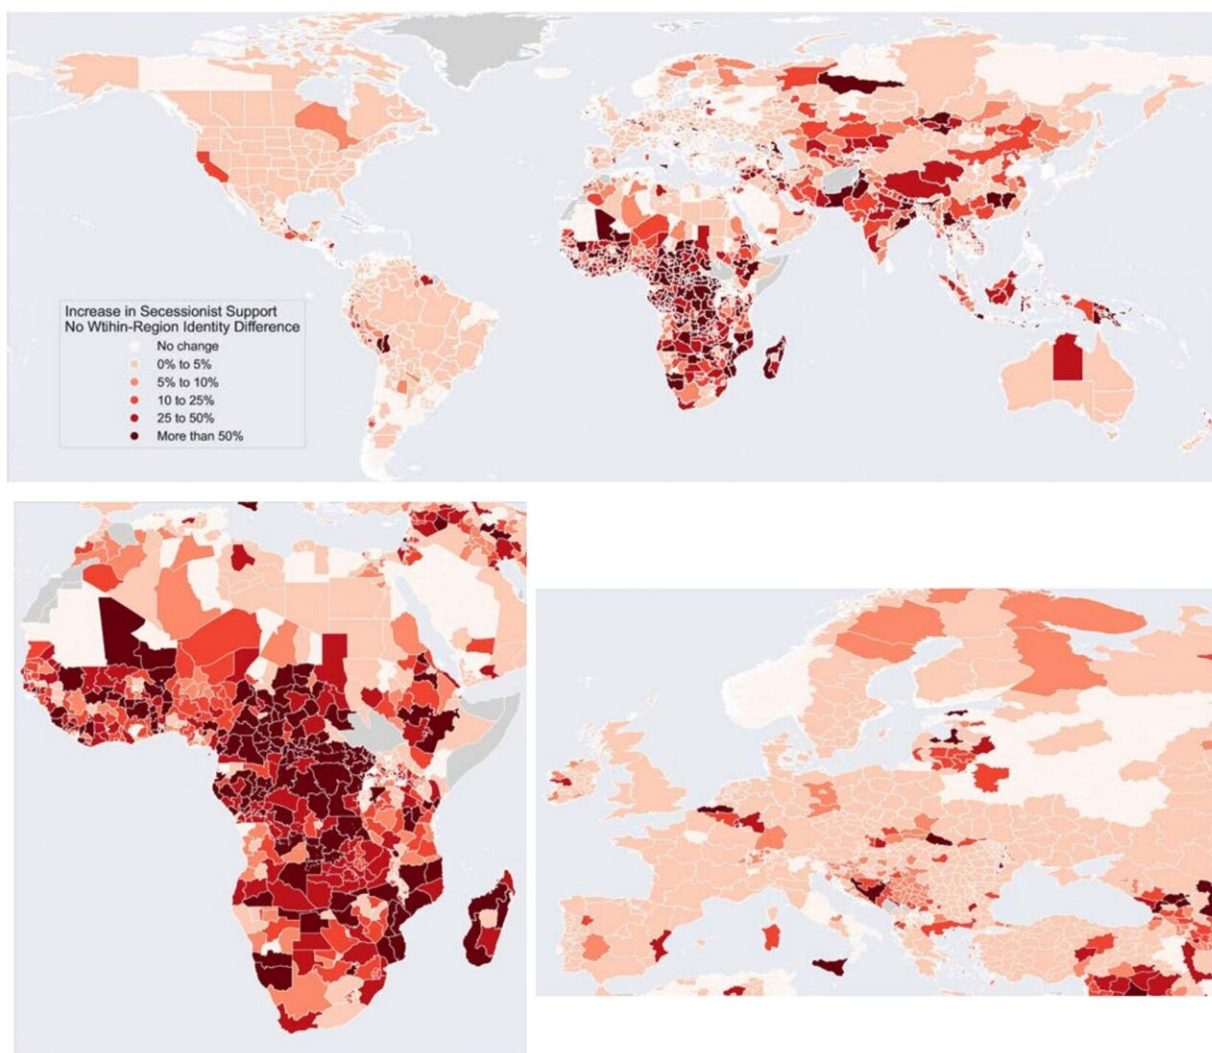 Increase in Secessionist Support
No Wtihin-Region Identity Difference
No change
0% to 5%
5% to 10%
10 to 25%
25 to 50%
More than 50%